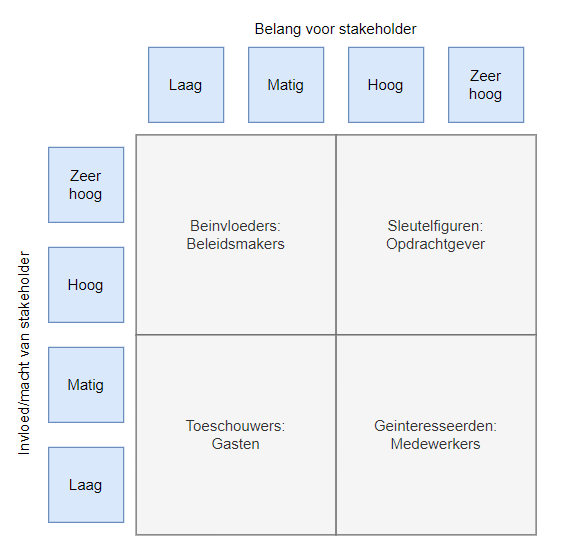 Belang voor stakeholder
Laag
Matig
Hoog
Zeer
hoog
Invloed/macht van stakeholder
Zeer
hoog
Hoog
Matig
Laag
Beinvloeders:
Beleidsmakers
Sleutelfiguren:
Opdrachtgever
Toeschouwers:
Gasten
Geinteresseerden:
Medewerkers